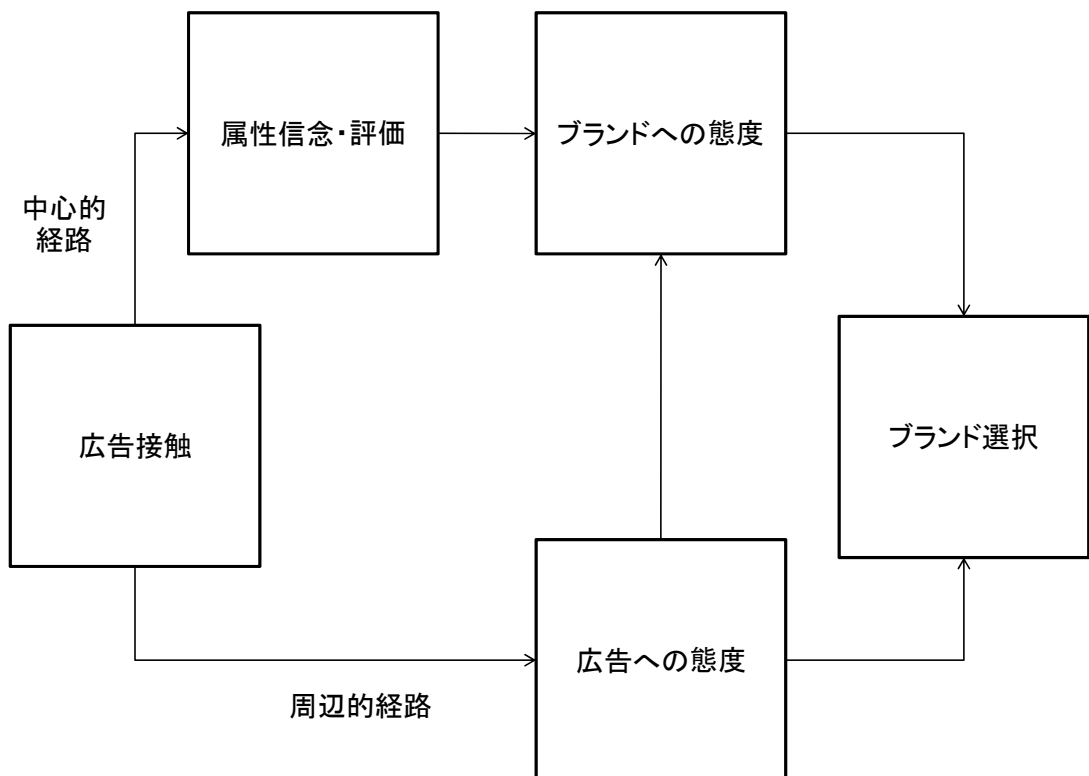 属性信念・評価
ブランドへの態度
中心的
経路
広告接触
ブランド選択
広告への態度
周辺的経路